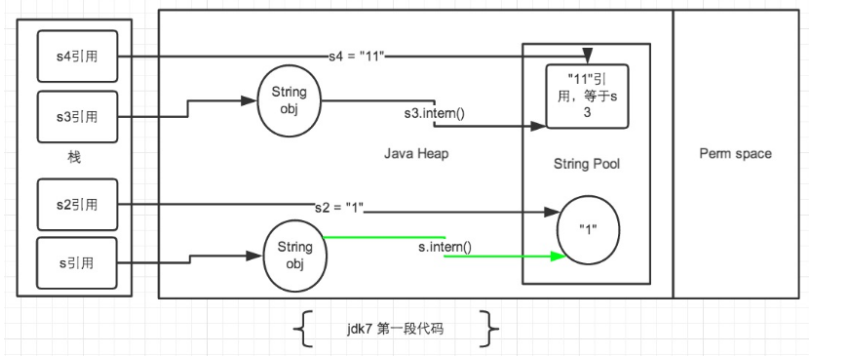 s4引用
s4 = "11"
"11"引
用，等于s
3
s3引用
String
obj
s3.intern()
栈
Java Heap
String Pool
Perm space
s2引用
s2 = "1"
"1"
s引用
String
obj
s.intern()
jdk7 第一段代码